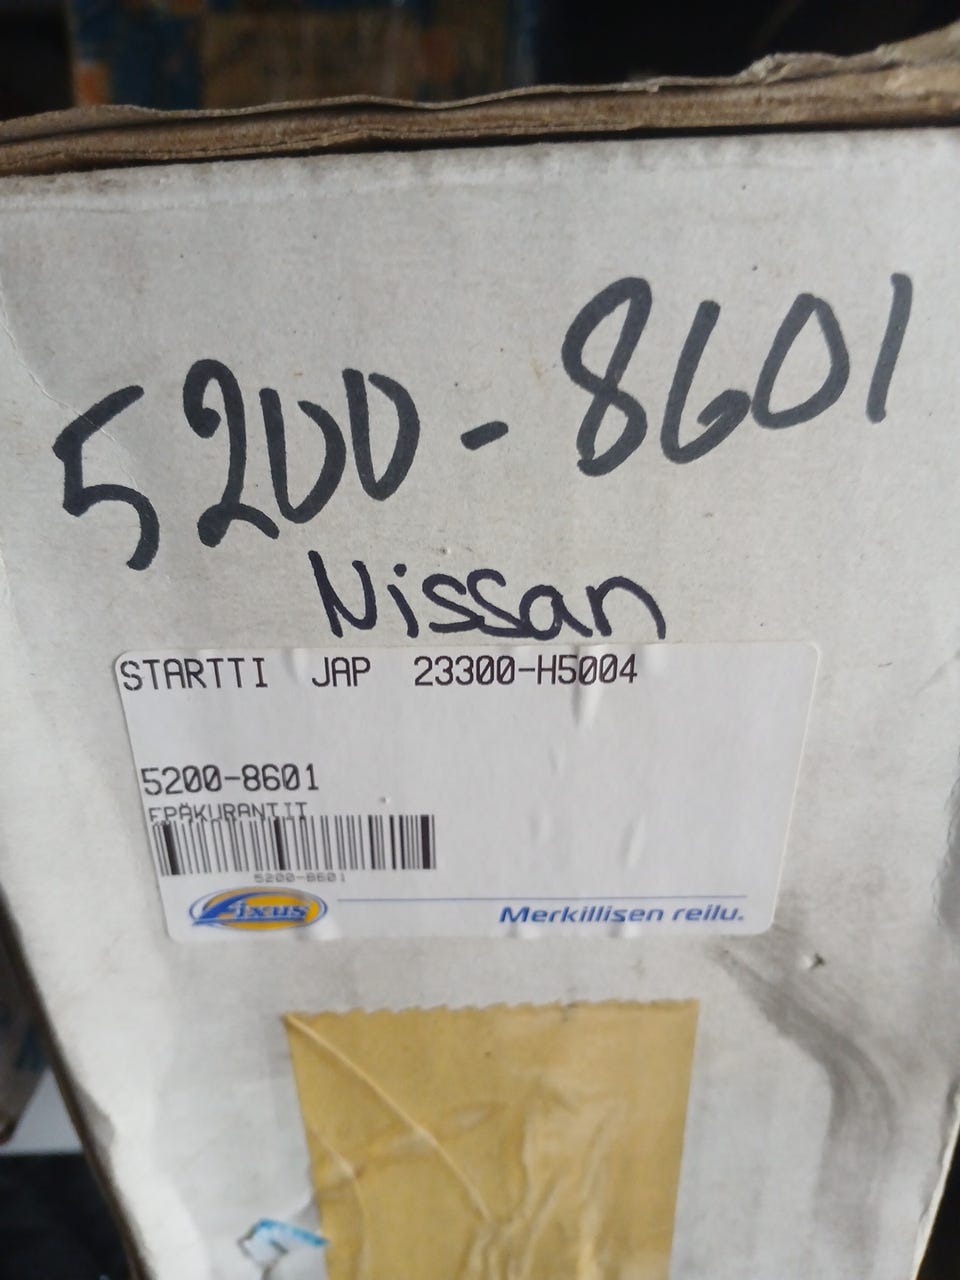 5200-8601
Nissan
STARTTI JAP 23300-H5004
5200-8601
EPÄKURANTIT
5200-8601
Fixus
Merkillisen reilu.